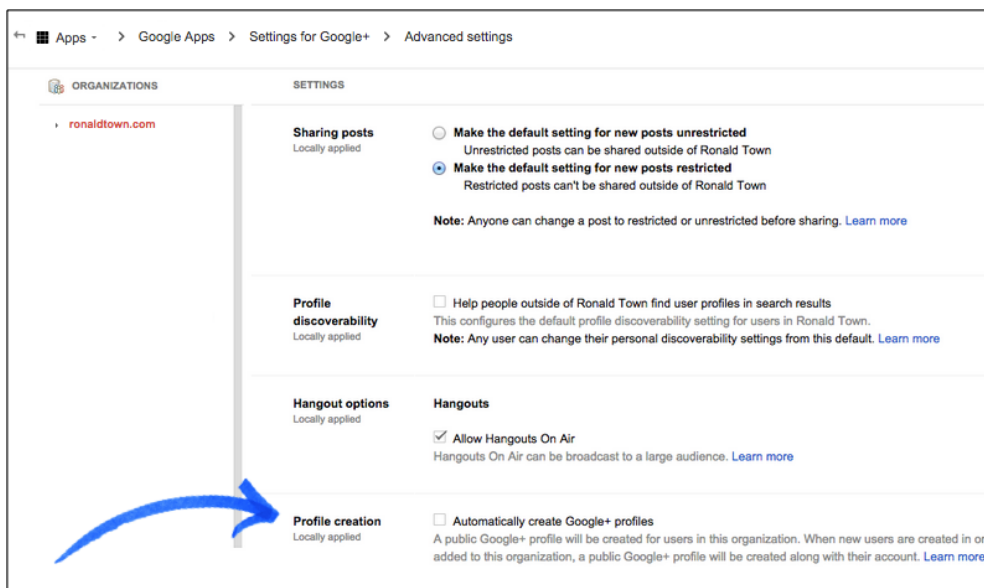 Apps > Google Apps > Settings for Google+ > Advanced settings
ORGANIZATIONS
SETTINGS
ronaldtown.com
Sharing posts
Locally applied
Make the default setting for new posts unrestricted
Unrestricted posts can be shared outside of Ronald Town
Make the default setting for new posts restricted
Restricted posts can't be shared outside of Ronald Town
Note: Anyone can change a post to restricted or unrestricted before sharing. Learn more
Profile
discoverability
Locally applied
Help people outside of Ronald Town find user profiles in search results
This configures the default profile discoverability setting for users in Ronald Town.
Note: Any user can change their personal discoverability settings from this default. Learn more
Hangout options
Locally applied
Hangouts
Allow Hangouts On Air
Hangouts On Air can be broadcast to a large audience. Learn more
Profile creation
Locally applied
Automatically create Google+ profiles
A public Google+ profile will be created for users in this organization. When new users are created in or
added to this organization, a public Google+ profile will be created along with their account. Learn more